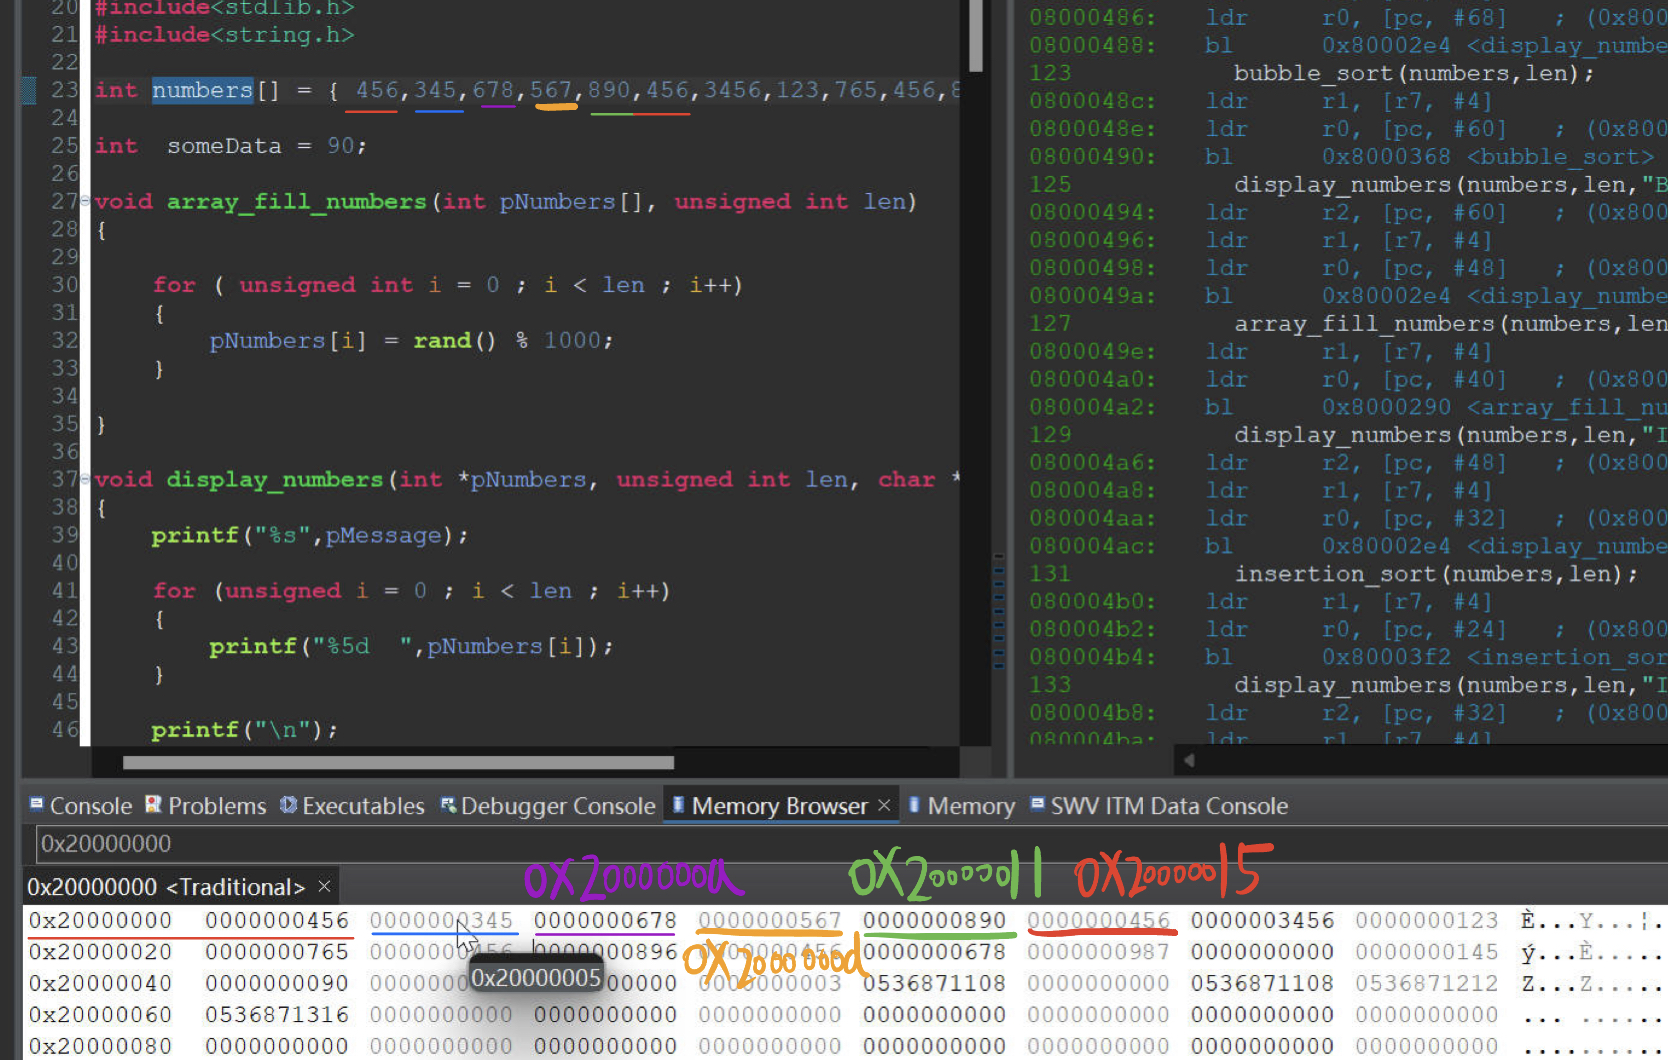 20 #include<stdlib.h>
21 #include<string.h>
22
23 int numbers[] = { 456,345,678,567,890,456,3456,123,765,456,8
24
25 int  someData = 90;
26
27 void array_fill_numbers(int pNumbers[], unsigned int len)
28 {
29
30 for ( unsigned int i = 0 ; i < len ; i++)
31 {
32 pNumbers[i] = rand() % 1000;
33 }
34
35 }
36
37 void display_numbers(int *pNumbers, unsigned int len, char *
38 {
39 printf("%s",pMessage);
40
41 for (unsigned i = 0 ; i < len ; i++)
42 {
43 printf("%5d  ",pNumbers[i]);
44 }
45
46 printf("\n");
08000486: ldr r0, [pc, #68] ; (0x800
08000488: bl 0x80002e4 <display_numbe
123 bubble_sort(numbers,len);
0800048c: ldr r1, [r7, #4]
0800048e: ldr r0, [pc, #60] ; (0x800
08000490: bl 0x8000368 <bubble_sort>
125 display_numbers(numbers,len,"B
08000494: ldr r2, [pc, #60] ; (0x800
08000496: ldr r1, [r7, #4]
08000498: ldr r0, [pc, #48] ; (0x800
0800049a: bl 0x80002e4 <display_numbe
127 array_fill_numbers(numbers,len
0800049e: ldr r1, [r7, #4]
080004a0: ldr r0, [pc, #40] ; (0x800
080004a2: bl 0x8000290 <array_fill_nu
129 display_numbers(numbers,len,"I
080004a6: ldr r2, [pc, #48] ; (0x800
080004a8: ldr r1, [r7, #4]
080004aa: ldr r0, [pc, #32] ; (0x800
080004ac: bl 0x80002e4 <display_numbe
131 insertion_sort(numbers,len);
080004b0: ldr r1, [r7, #4]
080004b2: ldr r0, [pc, #24] ; (0x800
080004b4: bl 0x80003f2 <insertion_sor
133 display_numbers(numbers,len,"I
080004b8: ldr r2, [pc, #32] ; (0x800
080004ba: ldr r1, [r7, #4]
Console Problems Executables Debugger Console Memory Browser Memory SWV ITM Data Console
0x20000000
0x2000000a 0x20000011 0x20000015
0x20000000 <Traditional>
0x20000000 0000000456 0000000345 0000000678 0000000567 0000000890 0000000456 0000003456 0000000123 È...Y...¦.
0x20000020 0000000765 0000000456 0000000896 0000000456 0000000678 0000000987 0000000000 0000000145 ý...È.....
0x2000000d
0x20000005
0x20000040 0000000090 0000000003 0536871108 0000000000 0536871108 0536871212 Z...Z.....
0x20000060 0536871316 0000000000 0000000000 0000000000 0000000000 0000000000 0000000000 0000000000 ... ......
0x20000080 0000000000 0000000000 0000000000 0000000000 0000000000 0000000000 0000000000 0000000000 ..........